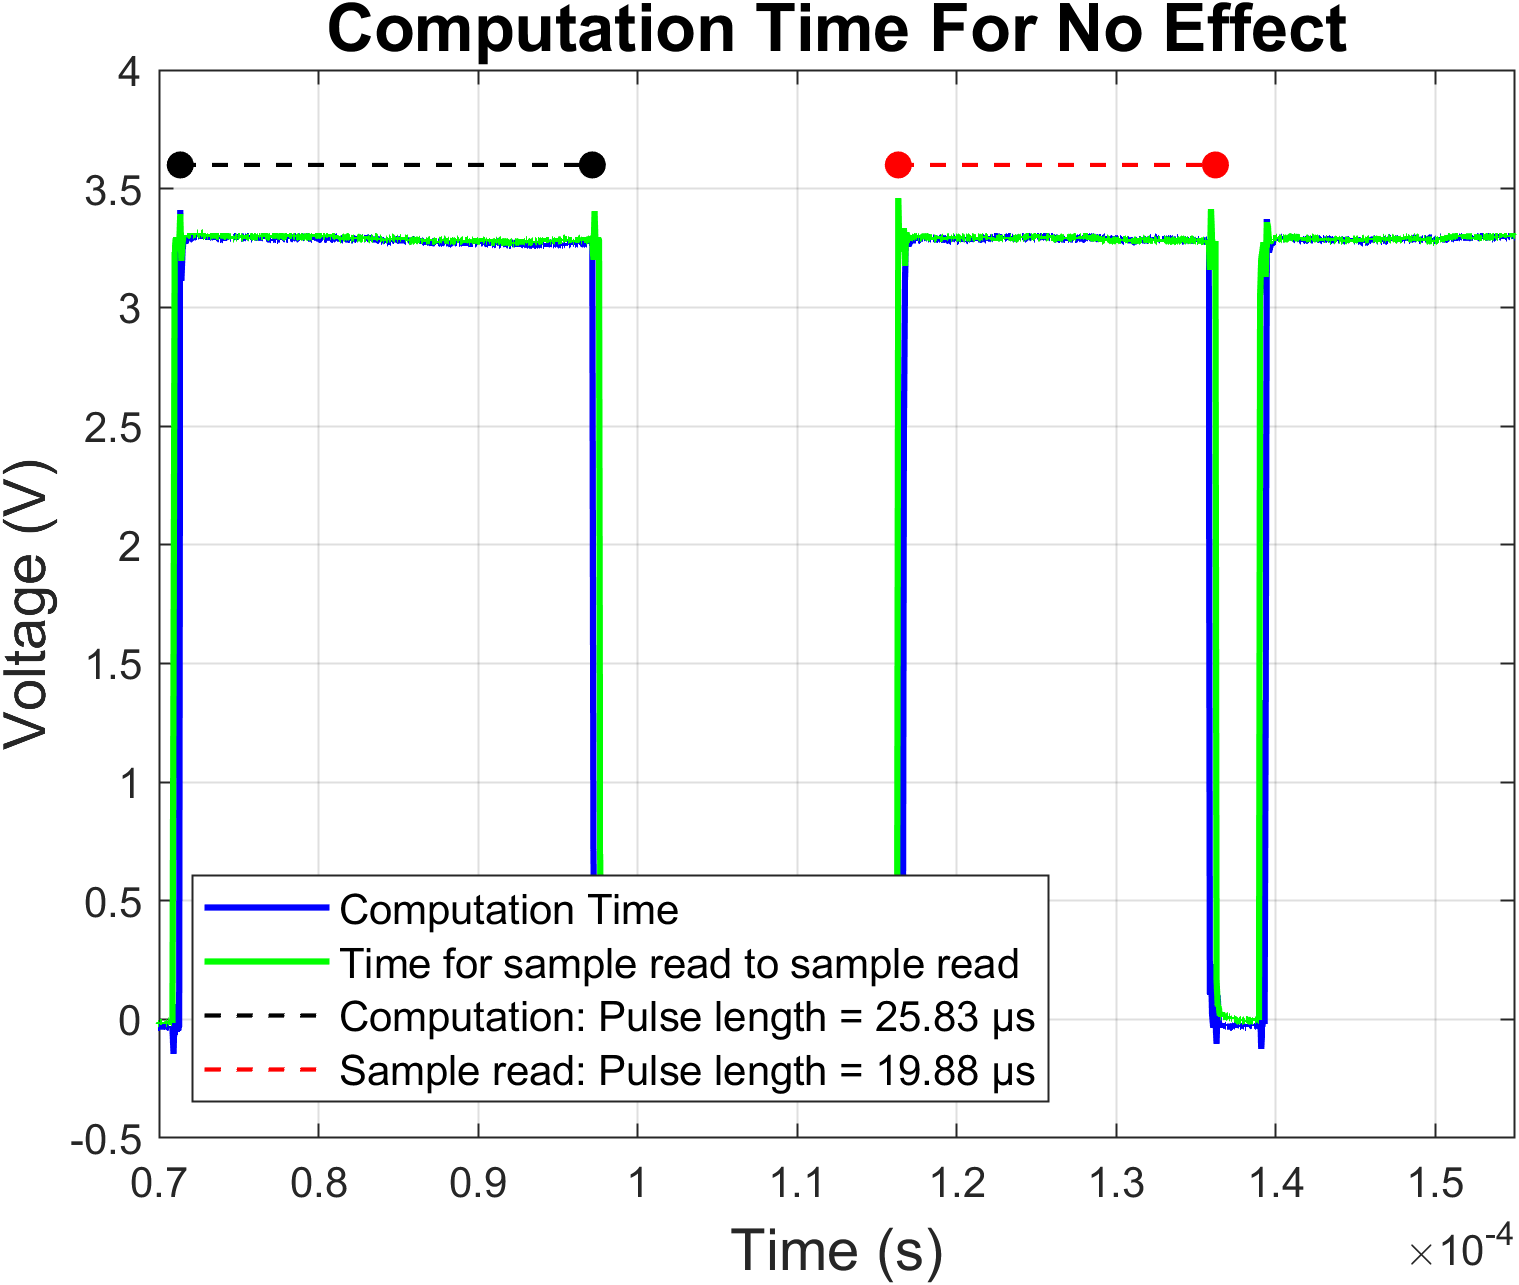 Computation Time For No Effect
4
3.5
3
2.5
2
1.5
1
0.5
0
-0.5
Voltage (V)
Computation Time
Time for sample read to sample read
Computation: Pulse length = 25.83 μs
Sample read: Pulse length = 19.88 μs
0.7 0.8 0.9 1 1.1 1.2 1.3 1.4 1.5
Time (s)
×10-4